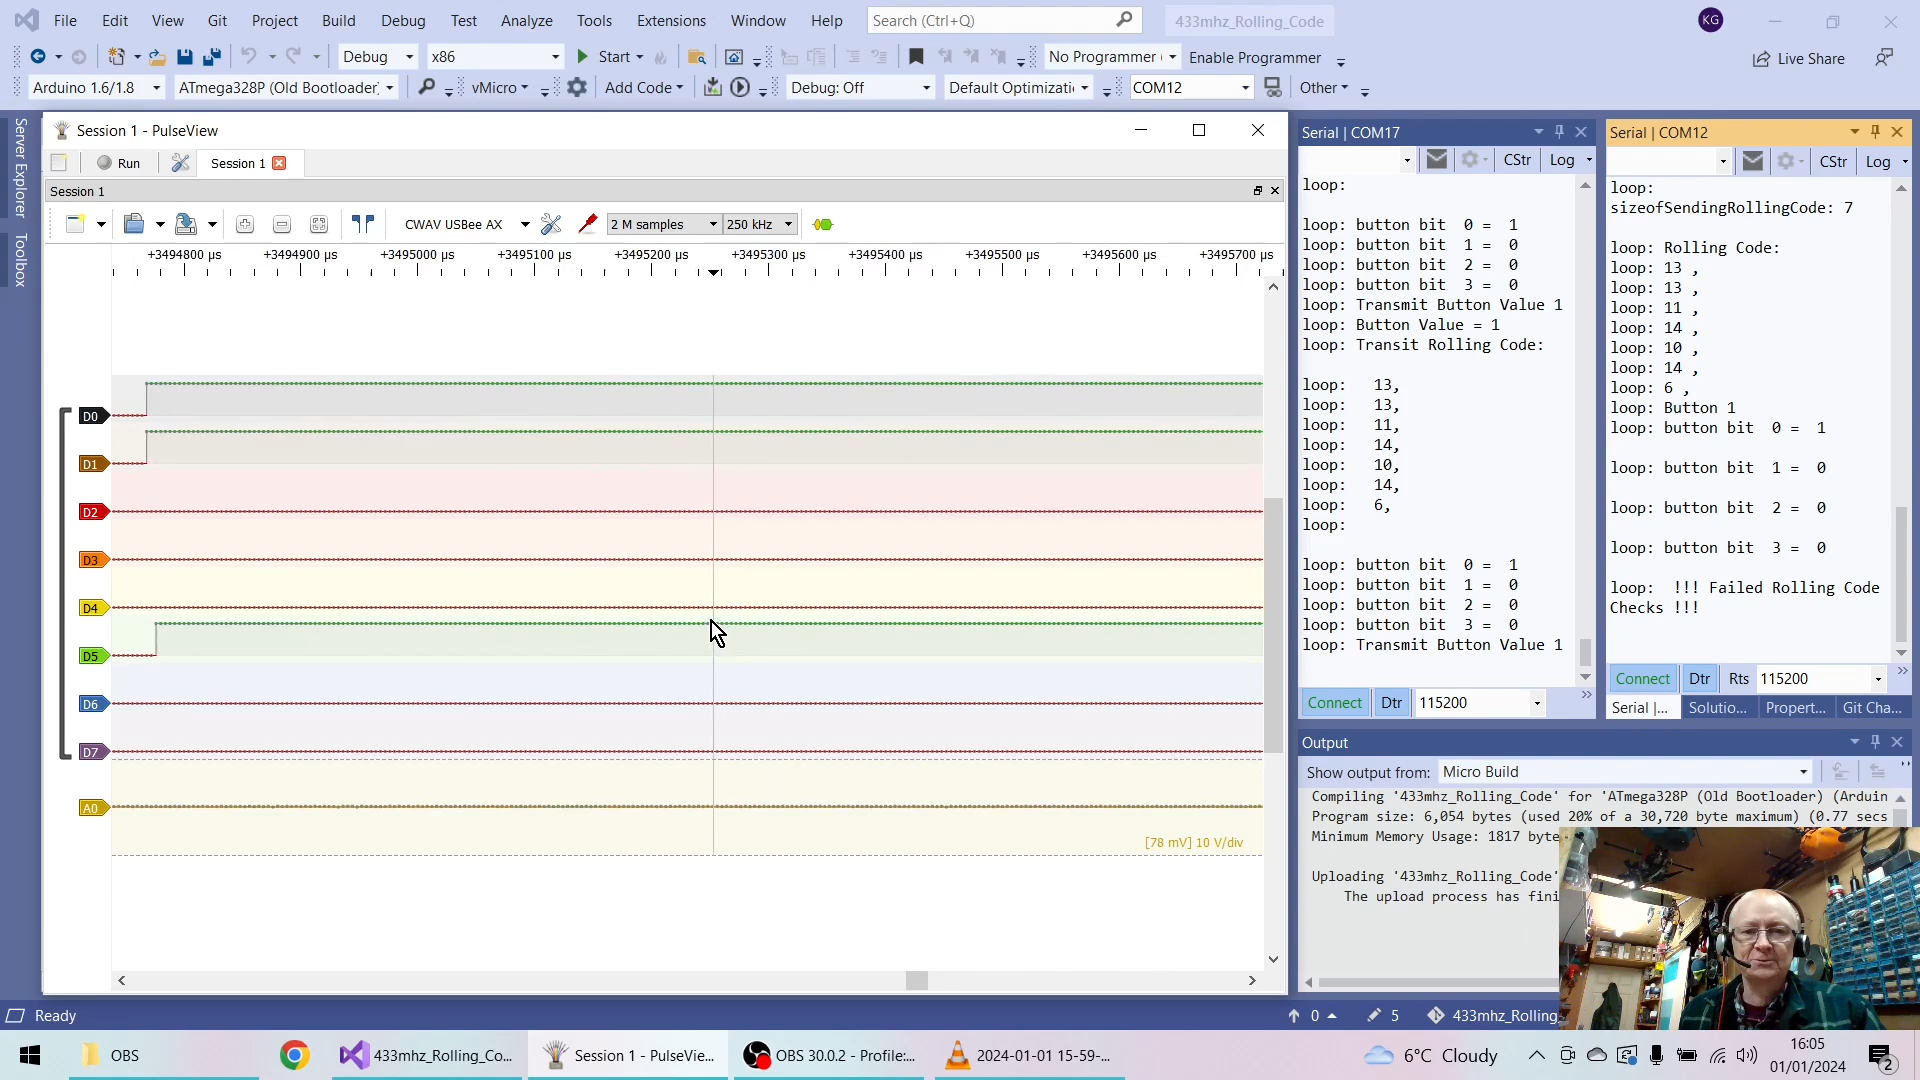 File Edit View Git Project Build Debug Test Analyze Tools Extensions Window Help Search (Ctrl+Q) 433mhz_Rolling_Code KG
Debug x86 Start No Programmer Enable Programmer Live Share
Arduino 1.6/1.8 ATmega328P (Old Bootloader) vMicro Add Code Debug: Off Default Optimizati COM12 Other
Server Explorer
Toolbox
Session 1 - PulseView
Run Session 1
Session 1
CWAV USBee AX 2 M samples 250 kHz
+3494800 µs +3494900 µs +3495000 µs +3495100 µs +3495200 µs +3495300 µs +3495400 µs +3495500 µs +3495600 µs +3495700 µs
D0
D1
D2
D3
D4
D5
D6
D7
A0
[78 mV] 10 V/div
Serial | COM17
CStr Log
loop:
loop: button bit 0 = 1
loop: button bit 1 = 0
loop: button bit 2 = 0
loop: button bit 3 = 0
loop: Transmit Button Value 1
loop: Button Value = 1
loop: Transit Rolling Code:
loop: 13,
loop: 13,
loop: 11,
loop: 14,
loop: 10,
loop: 14,
loop: 6,
loop:
loop: button bit 0 = 1
loop: button bit 1 = 0
loop: button bit 2 = 0
loop: button bit 3 = 0
loop: Transmit Button Value 1
Connect Dtr 115200
Serial | COM12
CStr Log
loop:
sizeofSendingRollingCode: 7
loop: Rolling Code:
loop: 13 ,
loop: 13 ,
loop: 11 ,
loop: 14 ,
loop: 10 ,
loop: 14 ,
loop: 6 ,
loop: Button 1
loop: button bit 0 = 1
loop: button bit 1 = 0
loop: button bit 2 = 0
loop: button bit 3 = 0
loop: !!! Failed Rolling Code
Checks !!!
Connect Dtr Rts 115200
Serial |... Solutio... Propert... Git Cha...
Output
Show output from: Micro Build
Compiling '433mhz_Rolling_Code' for 'ATmega328P (Old Bootloader) (Arduin
Program size: 6,054 bytes (used 20% of a 30,720 byte maximum) (0.77 secs
Minimum Memory Usage: 1817 byte
Uploading '433mhz_Rolling_Code'
The upload process has fini
Ready 0 5 433mhz_Rolling_
OBS 433mhz_Rolling_Co... Session 1 - PulseVie... OBS 30.0.2 - Profile:... 2024-01-01 15-59-... 6°C Cloudy 16:05
01/01/2024 2